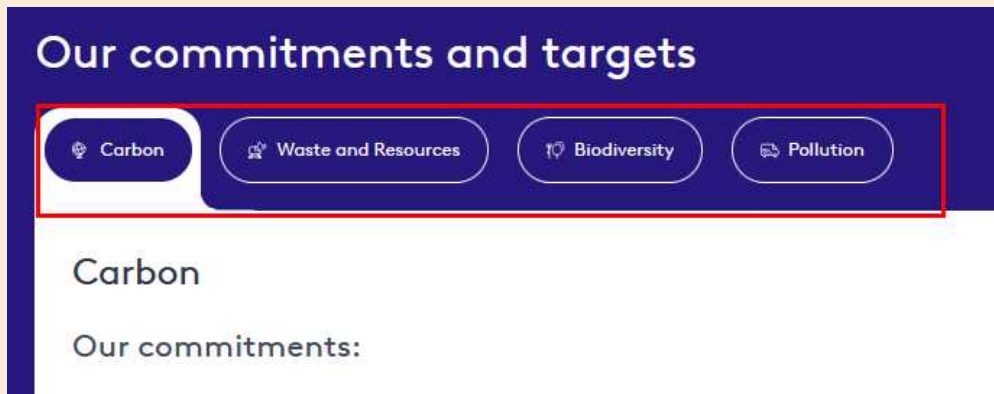 Our commitments and targets
Carbon Waste and Resources Biodiversity Pollution
Carbon
Our commitments: